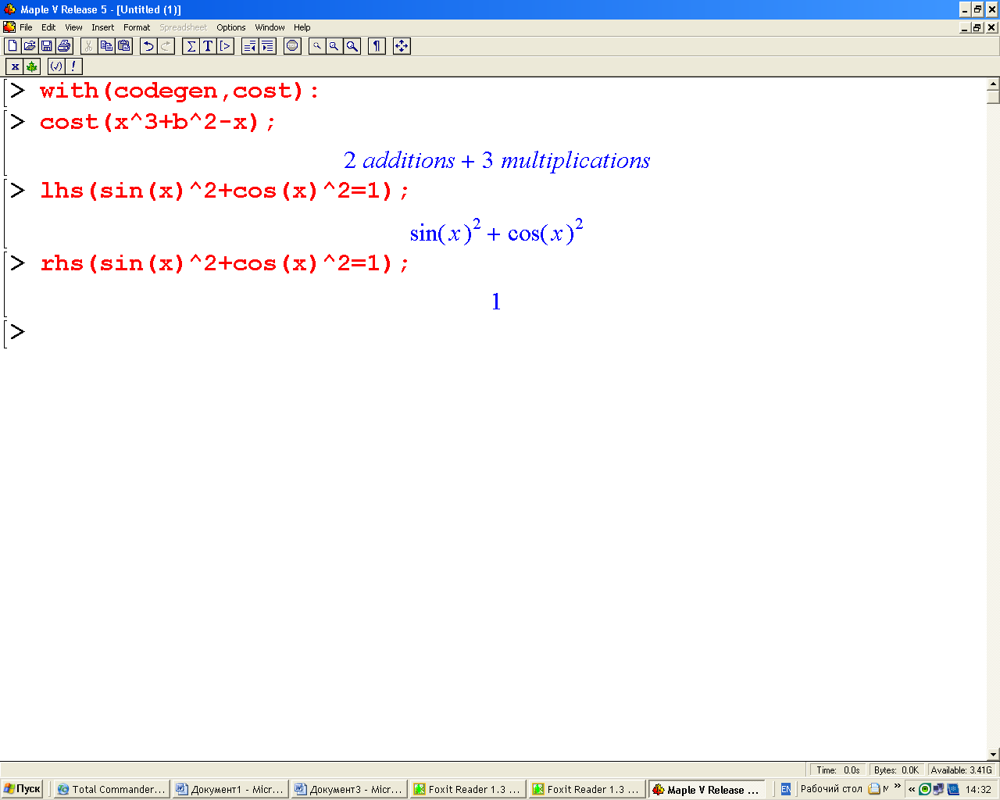 Maple V Release 5 - [Untitled (1)]
File Edit View Insert Format Spreadsheet Options Window Help
> with(codegen,cost):
> cost(x^3+b^2-x);
2 additions + 3 multiplications
> lhs(sin(x)^2+cos(x)^2=1);
sin(x)² + cos(x)²
> rhs(sin(x)^2+cos(x)^2=1);
1
>
Time: 0.0s Bytes: 0.0K Available: 3.41G
Пуск Total Commander... Документ1 - Micr... Документ3 - Micr... Foxit Reader 1.3 ... Foxit Reader 1.3 ... Maple V Release ... EN Рабочий стол » « 14:32